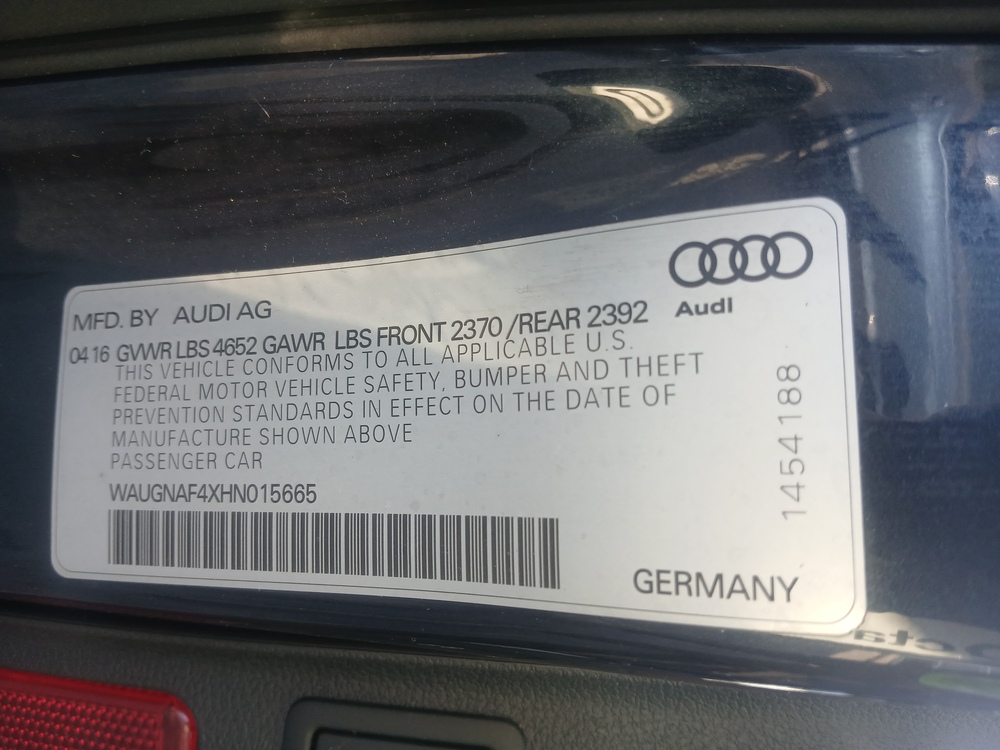 Audi
MFD. BY AUDI AG
04 16 GVWR LBS 4652 GAWR LBS FRONT 2370 /REAR 2392
THIS VEHICLE CONFORMS TO ALL APPLICABLE U.S.
FEDERAL MOTOR VEHICLE SAFETY, BUMPER AND THEFT
PREVENTION STANDARDS IN EFFECT ON THE DATE OF
MANUFACTURE SHOWN ABOVE
PASSENGER CAR
WAUGNAF4XHN015665
1454188
GERMANY